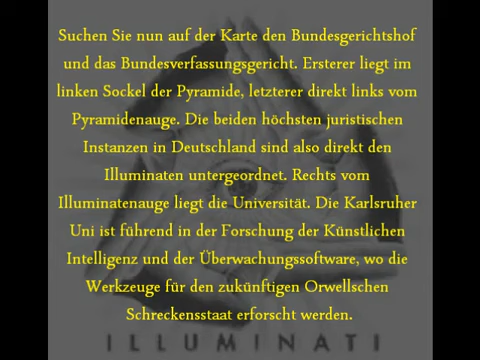 Suchen Sie nun auf der Karte den Bundesgerichtshof
und das Bundesverfassungsgericht. Ersterer liegt im
linken Sockel der Pyramide, letzterer direkt links vom
Pyramidenauge. Die beiden höchsten juristischen
Instanzen in Deutschland sind also direkt den
Illuminaten untergeordnet. Rechts vom
Illuminatenauge liegt die Universität. Die Karlsruher
Uni ist führend in der Forschung der Künstlichen
Intelligenz und der Überwachungssoftware, wo die
Werkzeuge für den zukünftigen Orwellschen
Schreckensstaat erforscht werden.
ILLUMINATI